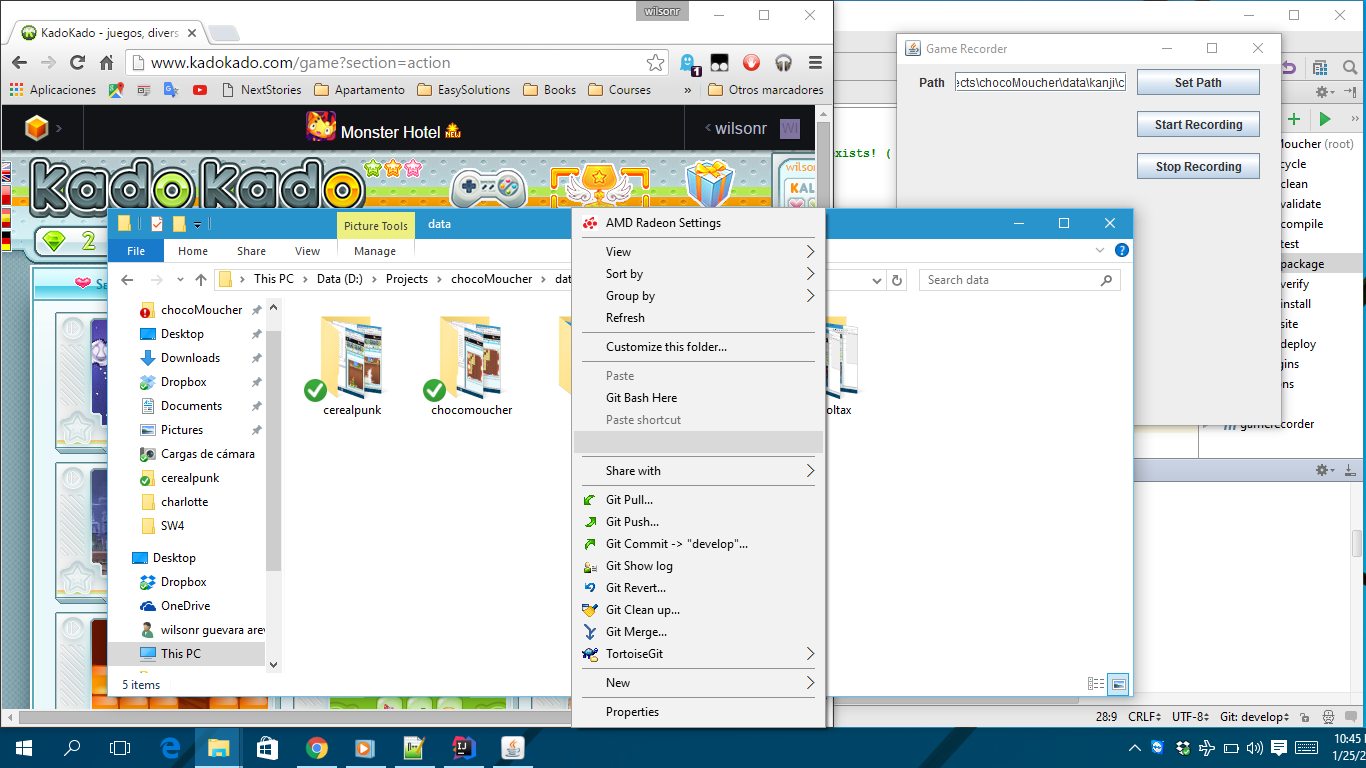 wilsonr
KadoKado - juegos, divers
www.kadokado.com/game?section=action
1
Aplicaciones
NextStories
Apartamento
EasySolutions
Books
Courses
»
Otros marcadores
Monster Hotel NEW
wilsonr
WI
KadoKado
wilson
KAL
2
Game Recorder
Path
cts\chocoMoucher\data\kanji\c
Set Path
Start Recording
Stop Recording
xists! (
Moucher (root)
cycle
clean
validate
compile
test
package
verify
install
site
deploy
gins
ns
gamerecorder
Picture Tools
data
File
Home
Share
View
Manage
This PC
Data (D:)
Projects
chocoMoucher
dat
Search data
chocoMoucher
Desktop
Downloads
Dropbox
Documents
Pictures
Cargas de cámara
cerealpunk
charlotte
SW4
Desktop
Dropbox
OneDrive
wilsonr guevara arev
This PC
cerealpunk
chocomoucher
oltax
5 items
AMD Radeon Settings
View
Sort by
Group by
Refresh
Customize this folder...
Paste
Git Bash Here
Paste shortcut
Share with
Git Pull...
Git Push...
Git Commit -> "develop"...
Git Show log
Git Revert...
Git Clean up...
Git Merge...
TortoiseGit
New
Properties
28:9
CRLF
UTF-8
Git: develop
10:45
1/25/2